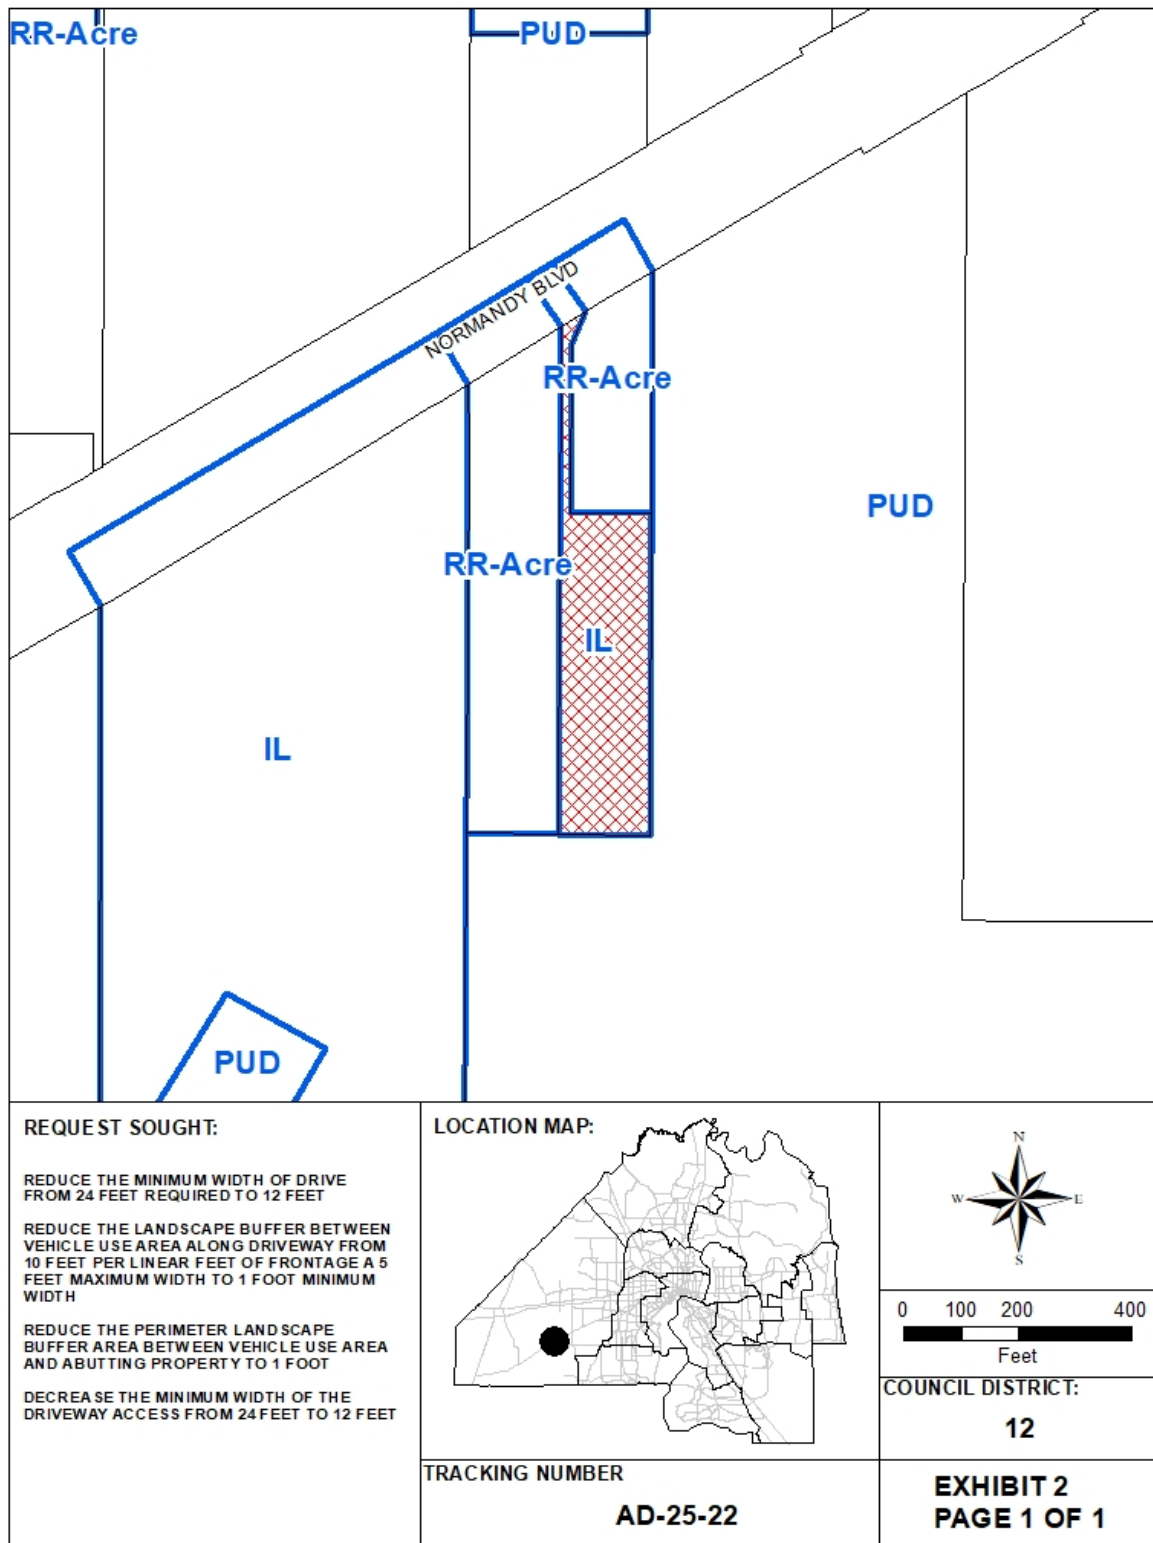 RR-Acre
PUD
NORMANDY BLVD
RR-Acre
PUD
RR-Acre
IL
IL
PUD
REQUEST SOUGHT:
REDUCE THE MINIMUM WIDTH OF DRIVE
FROM 24 FEET REQUIRED TO 12 FEET
REDUCE THE LANDSCAPE BUFFER BETWEEN
VEHICLE USE AREA ALONG DRIVEWAY FROM
10 FEET PER LINEAR FEET OF FRONTAGE A 5
FEET MAXIMUM WIDTH TO 1 FOOT MINIMUM
WIDTH
REDUCE THE PERIMETER LANDSCAPE
BUFFER AREA BETWEEN VEHICLE USE AREA
AND ABUTTING PROPERTY TO 1 FOOT
DECREASE THE MINIMUM WIDTH OF THE
DRIVEWAY ACCESS FROM 24 FEET TO 12 FEET
LOCATION MAP:
TRACKING NUMBER
AD-25-22
N
W E
S
0 100 200 400
Feet
COUNCIL DISTRICT:
12
EXHIBIT 2
PAGE 1 OF 1